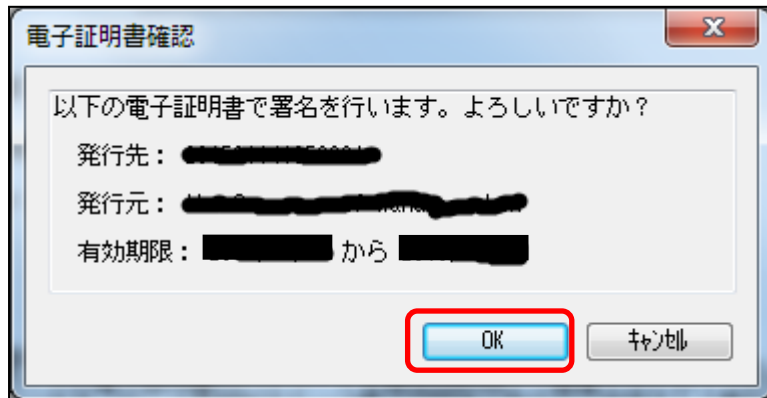 電子証明書確認
以下の電子証明書で署名を行います。よろしいですか？
発行先：
発行元：
有効期限： から
OK
ｷｬﾝｾﾙ